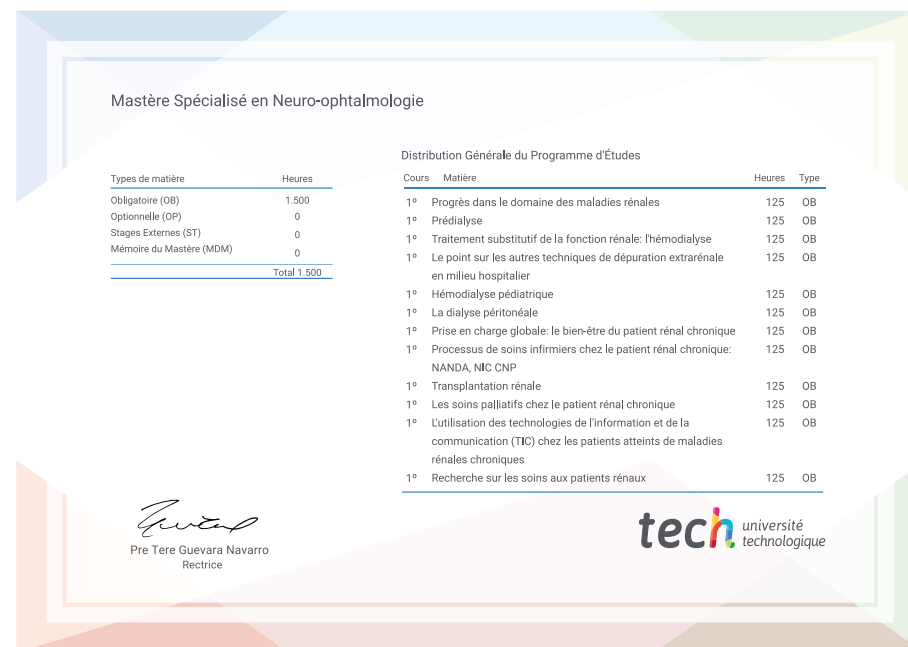 Mastère Spécialisé en Neuro-ophtalmologie
Types de matière Heures
Obligatoire (OB) 1.500
Optionnelle (OP) 0
Stages Externes (ST) 0
Mémoire du Mastère (MDM) 0
Total 1.500
Distribution Générale du Programme d'Études
Cours Matière Heures Type
1º Progrès dans le domaine des maladies rénales 125 OB
1º Prédialyse 125 OB
1º Traitement substitutif de la fonction rénale: l'hémodialyse 125 OB
1º Le point sur les autres techniques de dépuration extrarénale 125 OB
en milieu hospitalier
1º Hémodialyse pédiatrique 125 OB
1º La dialyse péritonéale 125 OB
1º Prise en charge globale: le bien-être du patient rénal chronique 125 OB
1º Processus de soins infirmiers chez le patient rénal chronique: 125 OB
NANDA, NIC CNP
1º Transplantation rénale 125 OB
1º Les soins palliatifs chez le patient rénal chronique 125 OB
1º L'utilisation des technologies de l'information et de la 125 OB
communication (TIC) chez les patients atteints de maladies
rénales chroniques
1º Recherche sur les soins aux patients rénaux 125 OB
Pre Tere Guevara Navarro
Rectrice
tech université
technologique